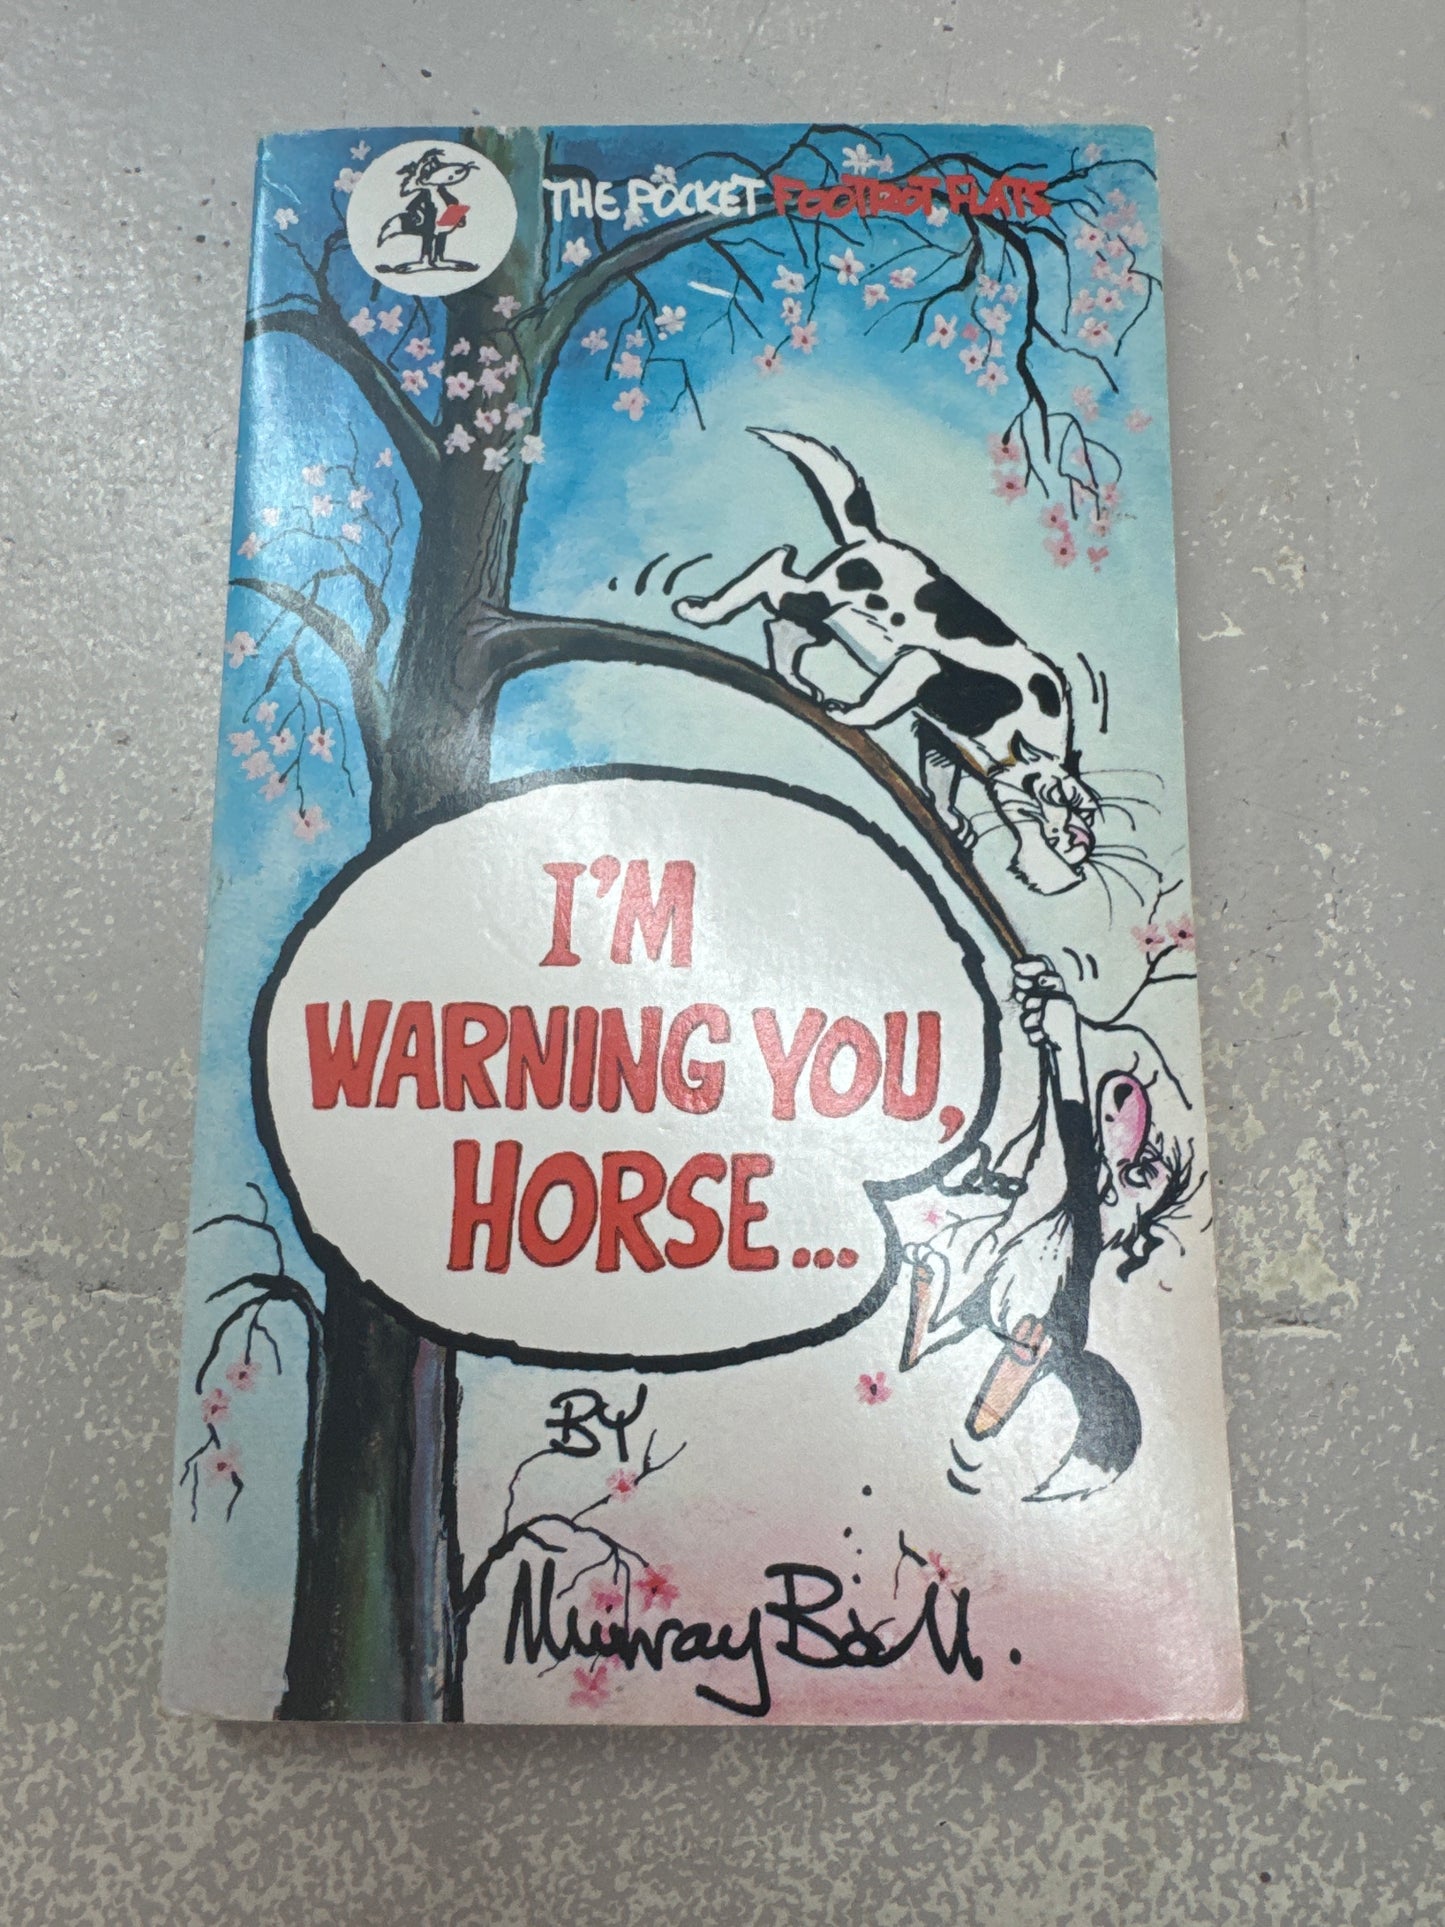 THE POCKET FOOTROT FLATS
I'M
WARNING YOU,
HORSE...
BY
Murray Ball.